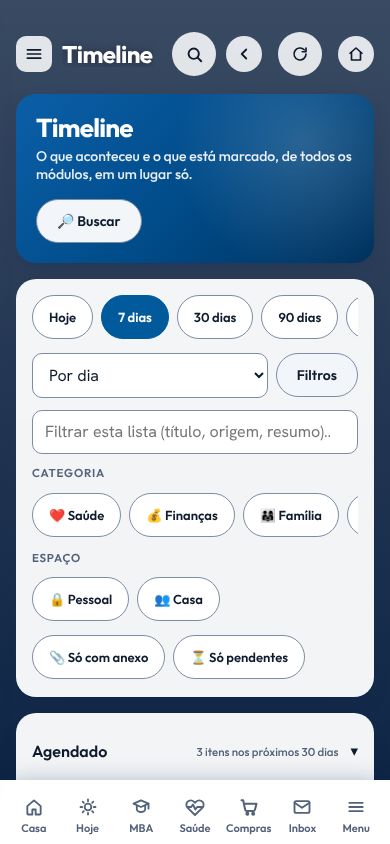 Timeline
Timeline
O que aconteceu e o que está marcado, de todos os
módulos, em um lugar só.
🔎 Buscar
Hoje
7 dias
30 dias
90 dias
Por dia
Filtros
Filtrar esta lista (título, origem, resumo)..
CATEGORIA
❤️ Saúde
💰 Finanças
👨‍👩‍👧 Família
ESPAÇO
🔒 Pessoal
👥 Casa
📎 Só com anexo
⏳ Só pendentes
Agendado
3 itens nos próximos 30 dias ▼
Casa
Hoje
MBA
Saúde
Compras
Inbox
Menu